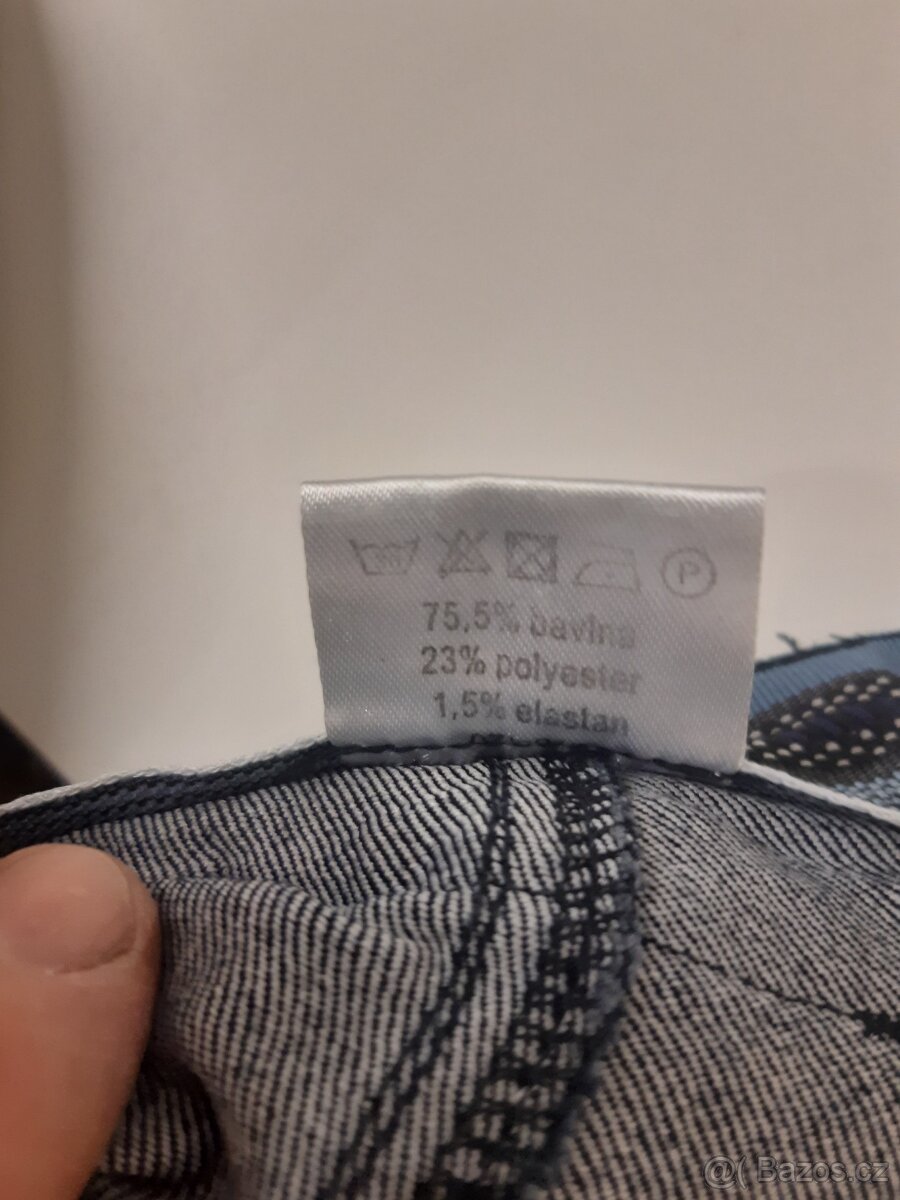 P
75,5% bavlna
23% polyester
1,5% elastan
@( Bazos.cz